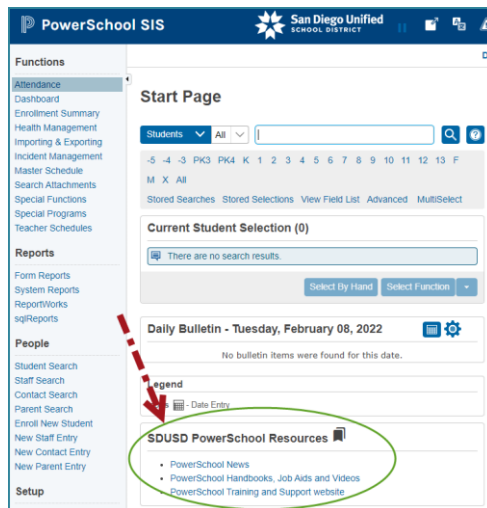 PowerSchool SIS
San Diego Unified
SCHOOL DISTRICT
Functions
Attendance
Dashboard
Enrollment Summary
Health Management
Importing & Exporting
Incident Management
Master Schedule
Search Attachments
Special Functions
Special Programs
Teacher Schedules
Reports
Form Reports
System Reports
ReportWorks
sqlReports
People
Student Search
Staff Search
Contact Search
Parent Search
Enroll New Student
New Staff Entry
New Contact Entry
New Parent Entry
Setup
Start Page
Students All
-5 -4 -3 PK3 PK4 K 1 2 3 4 5 6 7 8 9 10 11 12 13 F
M X All
Stored Searches Stored Selections View Field List Advanced MultiSelect
Current Student Selection (0)
There are no search results.
Select By Hand Select Function
Daily Bulletin - Tuesday, February 08, 2022
No bulletin items were found for this date.
Legend
- Date Entry
SDUSD PowerSchool Resources
• PowerSchool News
• PowerSchool Handbooks, Job Aids and Videos
• PowerSchool Training and Support website